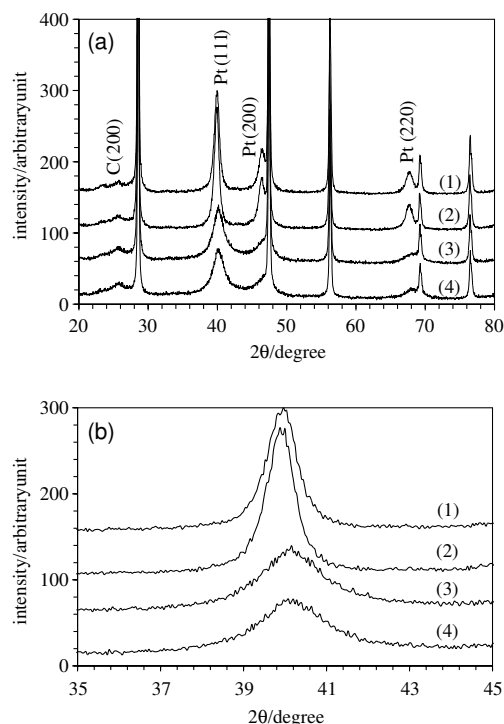 (a)
400
300
200
100
0
intensity/arbitraryunit
C(200)
Pt(111)
Pt(200)
Pt(220)
(1)
(2)
(3)
(4)
20 30 40 50 60 70 80
2θ/degree
(b)
300
200
100
0
intensity/arbitraryunit
(1)
(2)
(3)
(4)
35 37 39 41 43 45
2θ/degree